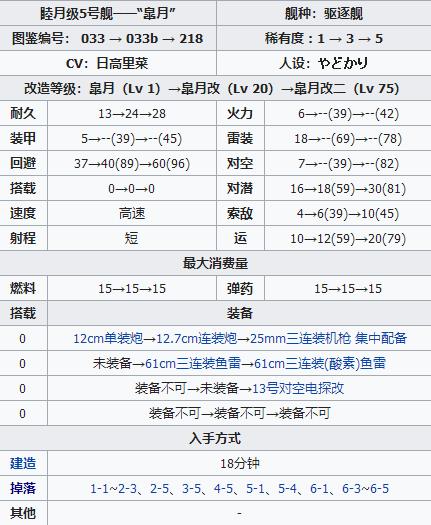 睦月级5号舰——“皐月” 舰种：驱逐舰
图鉴编号： 033 → 033b → 218 稀有度：1 → 3 → 5
CV：日高里菜 人设：やどかり
改造等级：皐月（Lv 1）→皐月改（Lv 20）→皐月改二（Lv 75）
耐久 13→24→28 火力 6→--(39)→--(42)
装甲 5→--(39)→--(45) 雷装 18→--(69)→--(78)
回避 37→40(89)→60(96) 对空 7→--(39)→--(82)
搭载 0→0→0 对潜 16→18(59)→30(81)
速度 高速 索敌 4→6(39)→10(45)
射程 短 运 10→12(59)→20(79)
最大消费量
燃料 15→15→15 弹药 15→15→15
搭载 装备
0 12cm单装炮→12.7cm连装炮→25mm三连装机枪 集中配备
0 未装备→61cm三连装鱼雷→61cm三连装(酸素)鱼雷
0 装备不可→未装备→13号对空电探改
0 装备不可→装备不可→装备不可
入手方式
建造 18分钟
掉落 1-1~2-3、2-5、3-5、4-5、5-1、5-4、6-1、6-3~6-5
其他 -